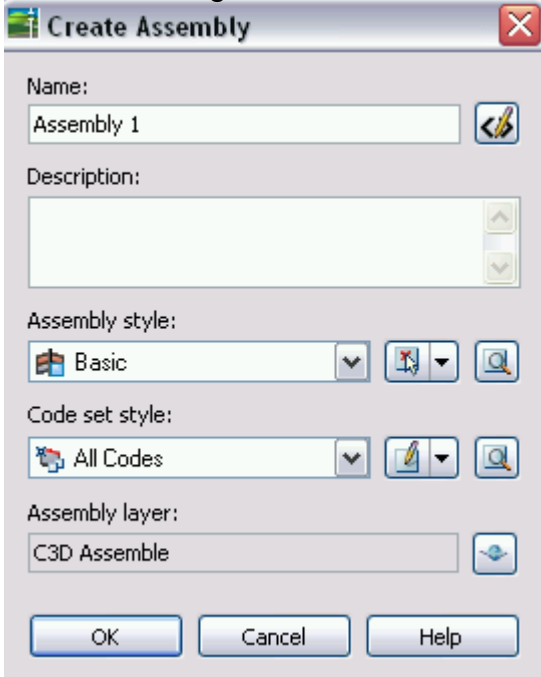 Create Assembly
Name:
Assembly 1
Description:
Assembly style:
Basic
Code set style:
All Codes
Assembly layer:
C3D Assemble
OK Cancel Help